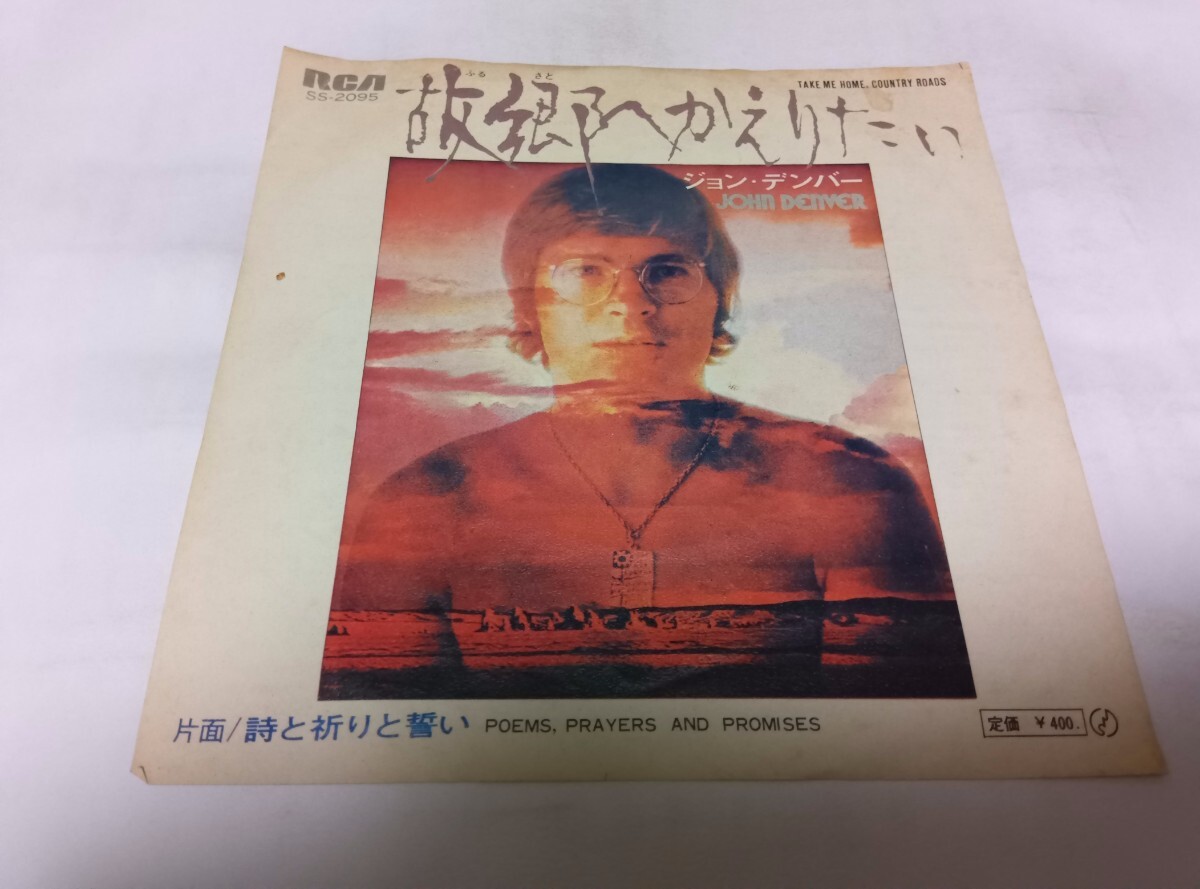 RCA
SS-2095
TAKE ME HOME, COUNTRY ROADS
ふる さと
故郷へかえりたい
ジョン・デンバー
JOHN DENVER
片面/詩と祈りと誓い POEMS, PRAYERS AND PROMISES
定価 ¥400.